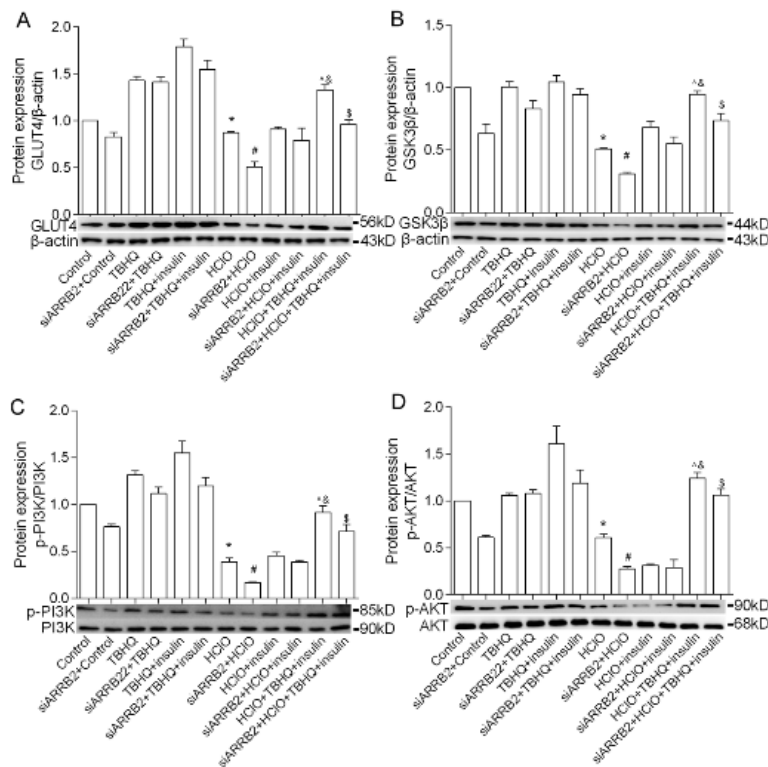 A
Protein expression
GLUT4/β-actin
2.0
1.5
1.0
0.5
0.0
*
#
*&
$
GLUT4
56kD
β-actin
43kD
Control
siARRB2+Control
TBHQ
siARRB22+TBHQ
TBHQ+insulin
siARRB2+TBHQ+insulin
HClO
siARRB2+HClO
HClO+insulin
siARRB2+HClO+insulin
HClO+TBHQ+insulin
siARRB2+HClO+TBHQ+insulin
B
Protein expression
GSK3β/β-actin
1.5
1.0
0.5
0.0
*
#
^&
$
GSK3β
44kD
β-actin
43kD
Control
siARRB2+Control
TBHQ
siARRB22+TBHQ
TBHQ+insulin
siARRB2+TBHQ+insulin
HClO
siARRB2+HClO
HClO+insulin
siARRB2+HClO+insulin
HClO+TBHQ+insulin
siARRB2+HClO+TBHQ+insulin
C
Protein expression
p-PI3K/PI3K
2.0
1.5
1.0
0.5
0.0
*
#
*&
$
p-PI3K
85kD
PI3K
90kD
Control
siARRB2+Control
TBHQ
siARRB22+TBHQ
TBHQ+insulin
siARRB2+TBHQ+insulin
HClO
siARRB2+HClO
HClO+insulin
siARRB2+HClO+insulin
HClO+TBHQ+insulin
siARRB2+HClO+TBHQ+insulin
D
Protein expression
p-AKT/AKT
2.0
1.5
1.0
0.5
0.0
*
#
^&
$
p-AKT
90kD
AKT
68kD
Control
siARRB2+Control
TBHQ
siARRB22+TBHQ
TBHQ+insulin
siARRB2+TBHQ+insulin
HClO
siARRB2+HClO
HClO+insulin
siARRB2+HClO+insulin
HClO+TBHQ+insulin
siARRB2+HClO+TBHQ+insulin